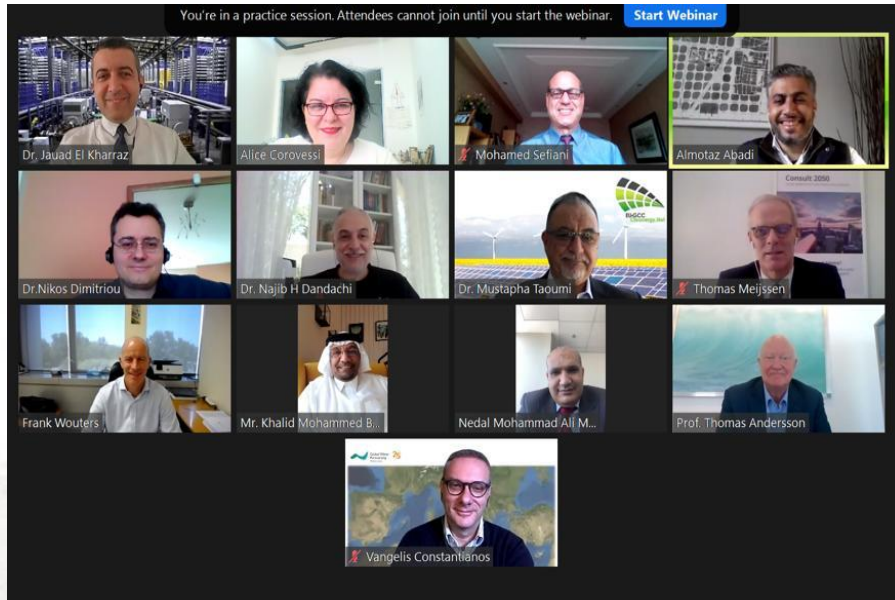 You're in a practice session. Attendees cannot join until you start the webinar. Start Webinar
Dr. Jauad El Kharraz
Alice Corovessi
Mohamed Sefiani
Almotaz Abadi
Consult 2050
Dr.Nikos Dimitriou
Dr. Najib H Dandachi
Dr. Mustapha Taoumi
Thomas Meijssen
Frank Wouters
Mr. Khalid Mohammed B...
Nedal Mohammad Ali M...
Prof. Thomas Andersson
Vangelis Constantianos